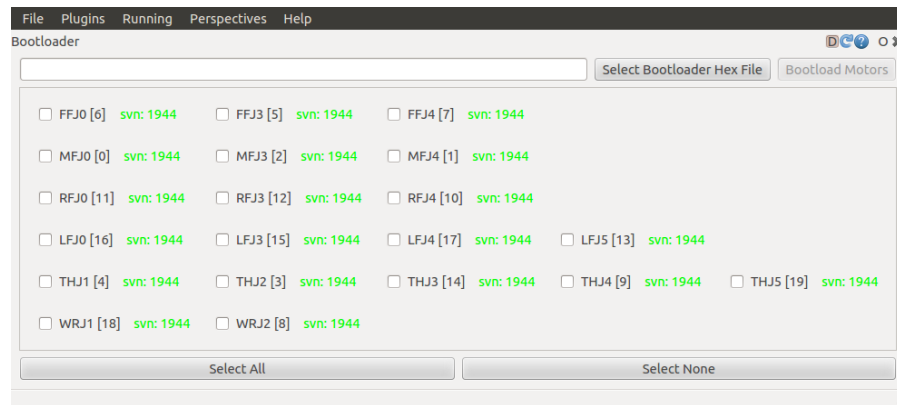 File Plugins Running Perspectives Help
Bootloader D O
Select Bootloader Hex File Bootload Motors
FFJ0 [6] svn: 1944 FFJ3 [5] svn: 1944 FFJ4 [7] svn: 1944
MFJ0 [0] svn: 1944 MFJ3 [2] svn: 1944 MFJ4 [1] svn: 1944
RFJ0 [11] svn: 1944 RFJ3 [12] svn: 1944 RFJ4 [10] svn: 1944
LFJ0 [16] svn: 1944 LFJ3 [15] svn: 1944 LFJ4 [17] svn: 1944 LFJ5 [13] svn: 1944
THJ1 [4] svn: 1944 THJ2 [3] svn: 1944 THJ3 [14] svn: 1944 THJ4 [9] svn: 1944 THJ5 [19] svn: 1944
WRJ1 [18] svn: 1944 WRJ2 [8] svn: 1944
Select All Select None